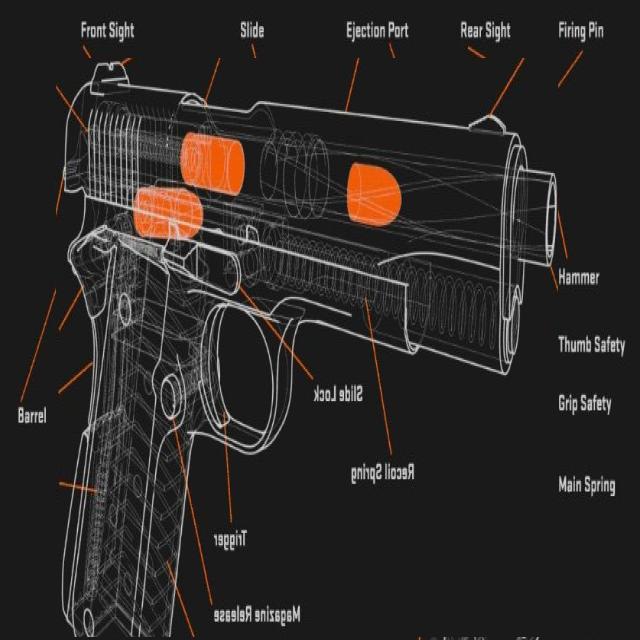 Front Sight
Slide
Ejection Port
Rear Sight
Firing Pin
Hammer
Thumb Safety
Slide Lock
Grip Safety
Barrel
Recoil Spring
Main Spring
Trigger
Magazine Release